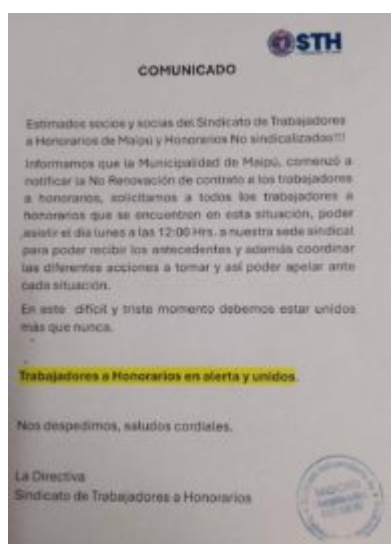 STH
COMUNICADO
Estimados socios y socias del Sindicato de Trabajadores
a Honorarios de Maipú y Honorarios No sindicalizados!!!
Informamos que la Municipalidad de Maipú, comenzó a
notificar la No Renovación de contrato a los trabajadores
a honorarios, solicitamos a todos los trabajadores a
honorarios que se encuentren en esta situación, poder
asistir el día lunes a las 12:00 Hrs. a nuestra sede sindical
para poder recibir los antecedentes y además coordinar
las diferentes acciones a tomar y así poder apelar ante
cada situación.
En este difícil y triste momento debemos estar unidos
más que nunca.
Trabajadores a Honorarios en alerta y unidos.
Nos despedimos, saludos cordiales.
La Directiva
Sindicato de Trabajadores a Honorarios